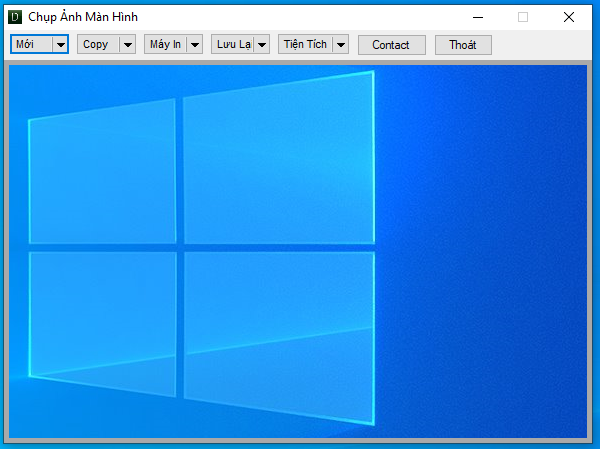 Chụp Ảnh Màn Hình
Mới Copy Máy In Lưu Lạ Tiện Tích Contact Thoát